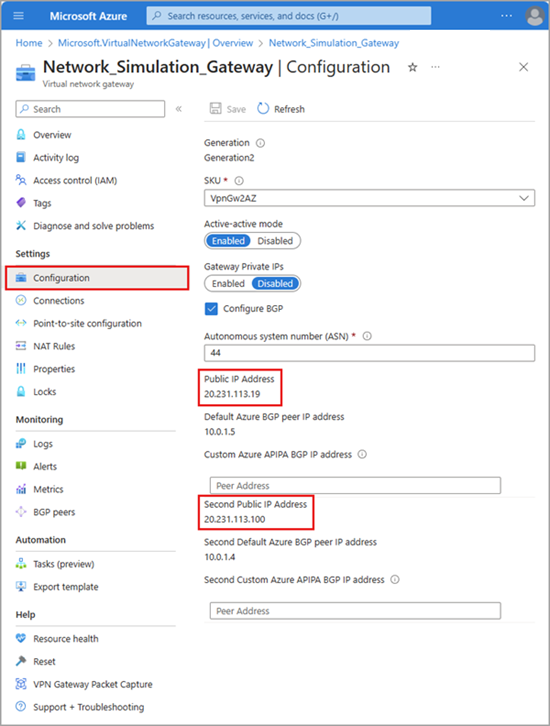 Microsoft Azure
Search resources, services, and docs (G+/)
...
Home > Microsoft.VirtualNetworkGateway | Overview > Network_Simulation_Gateway
Network_Simulation_Gateway | Configuration
...
Virtual network gateway
Search
«
Save
Refresh
Overview
Activity log
Access control (IAM)
Tags
Diagnose and solve problems
Settings
Configuration
Connections
Point-to-site configuration
NAT Rules
Properties
Locks
Monitoring
Logs
Alerts
Metrics
BGP peers
Automation
Tasks (preview)
Export template
Help
Resource health
Reset
VPN Gateway Packet Capture
Support + Troubleshooting
Generation
Generation2
SKU *
VpnGw2AZ
Active-active mode
Enabled Disabled
Gateway Private IPs
Enabled Disabled
Configure BGP
Autonomous system number (ASN) *
44
Public IP Address
20.231.113.19
Default Azure BGP peer IP address
10.0.1.5
Custom Azure APIPA BGP IP address
Peer Address
Second Public IP Address
20.231.113.100
Second Default Azure BGP peer IP address
10.0.1.4
Second Custom Azure APIPA BGP IP address
Peer Address